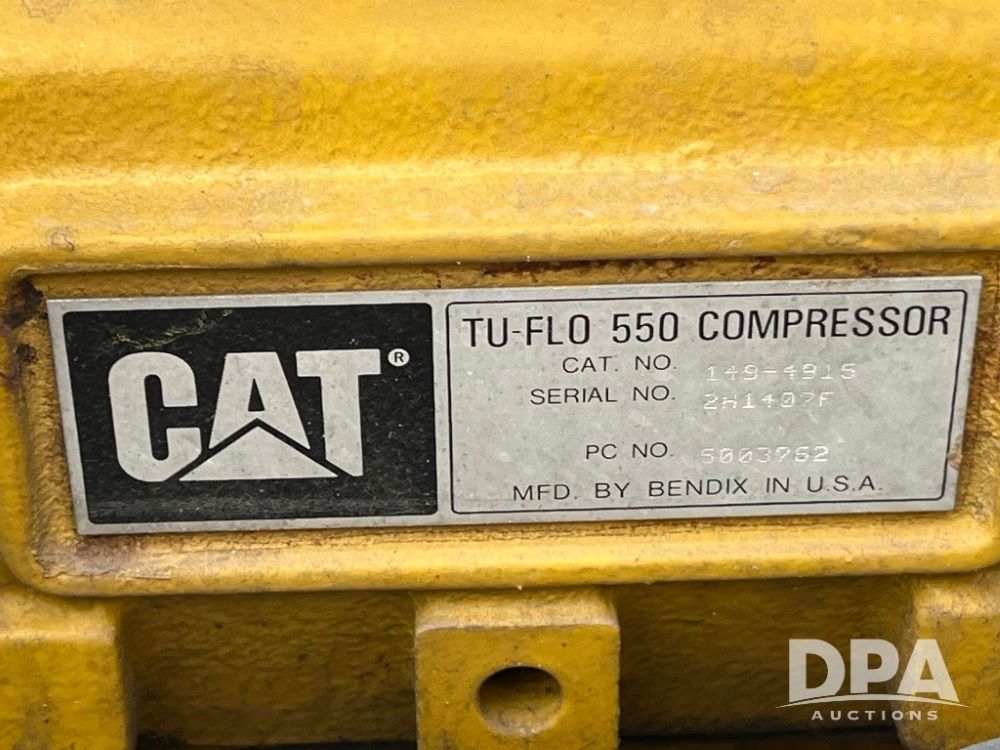 CAT®
TU-FLO 550 COMPRESSOR
CAT. NO. 149-4915
SERIAL NO. 2H1407F
PC NO. 5003762
MFD. BY BENDIX IN U.S.A.
DPA
AUCTIONS